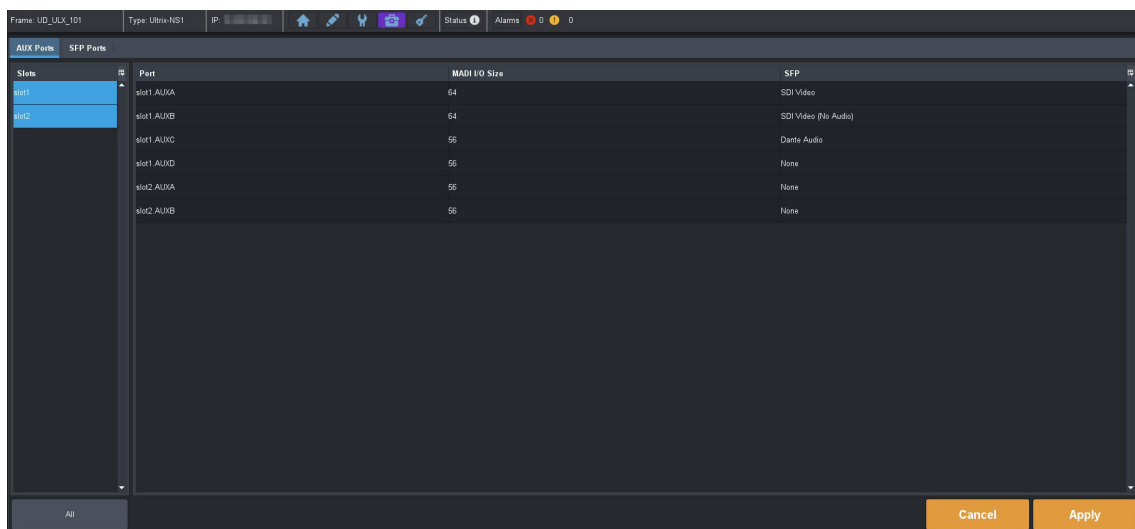 Frame: UD_ULX_101 Type: Ultrix-NS1 IP: Status Alarms 0 0
AUX Ports SFP Ports
Slots Port MADI I/O Size SFP
slot1 slot1.AUXA 64 SDI Video
slot2 slot1.AUXB 64 SDI Video (No Audio)
slot1.AUXC 56 Dante Audio
slot1.AUXD 56 None
slot2.AUXA 56 None
slot2.AUXB 56 None
All Cancel Apply